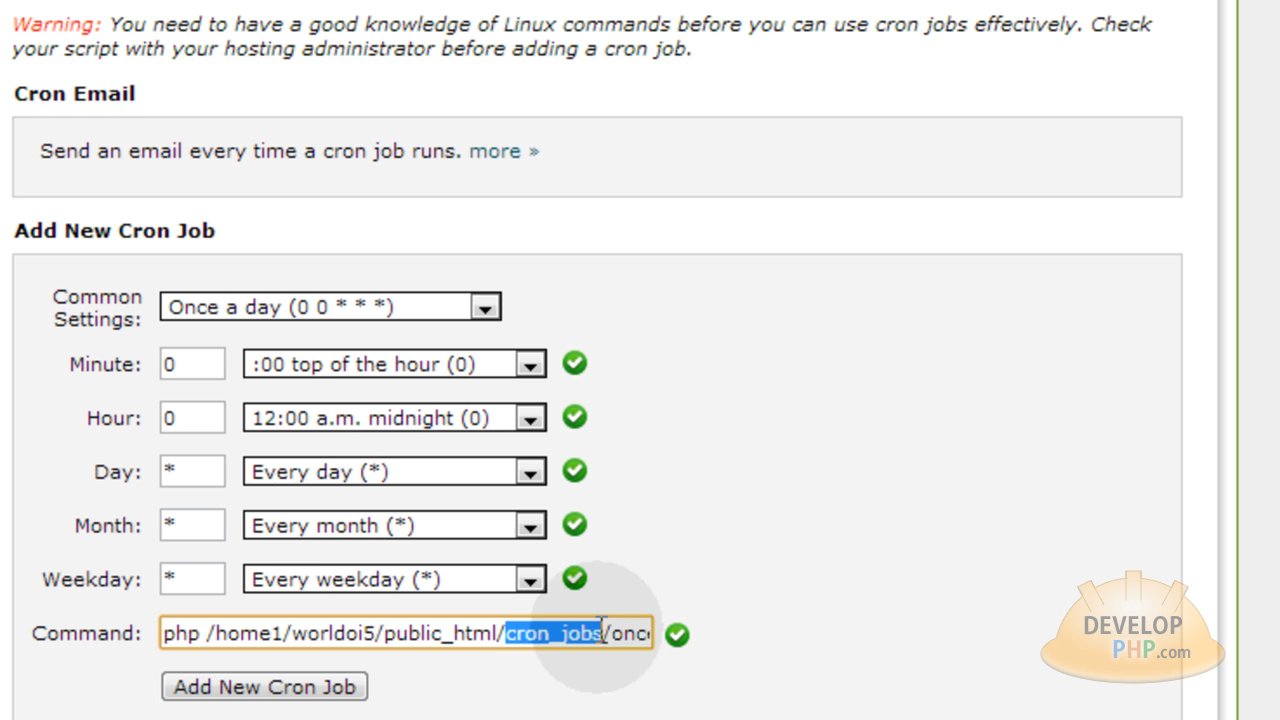 Warning: You need to have a good knowledge of Linux commands before you can use cron jobs effectively. Check
your script with your hosting administrator before adding a cron job.
Cron Email
Send an email every time a cron job runs. more »
Add New Cron Job
Common Settings: Once a day (0 0 * * *)
Minute: 0 :00 top of the hour (0)
Hour: 0 12:00 a.m. midnight (0)
Day: * Every day (*)
Month: * Every month (*)
Weekday: * Every weekday (*)
Command: php /home1/worldoi5/public_html/cron_jobs/once
Add New Cron Job
DEVELOP
PHP.com